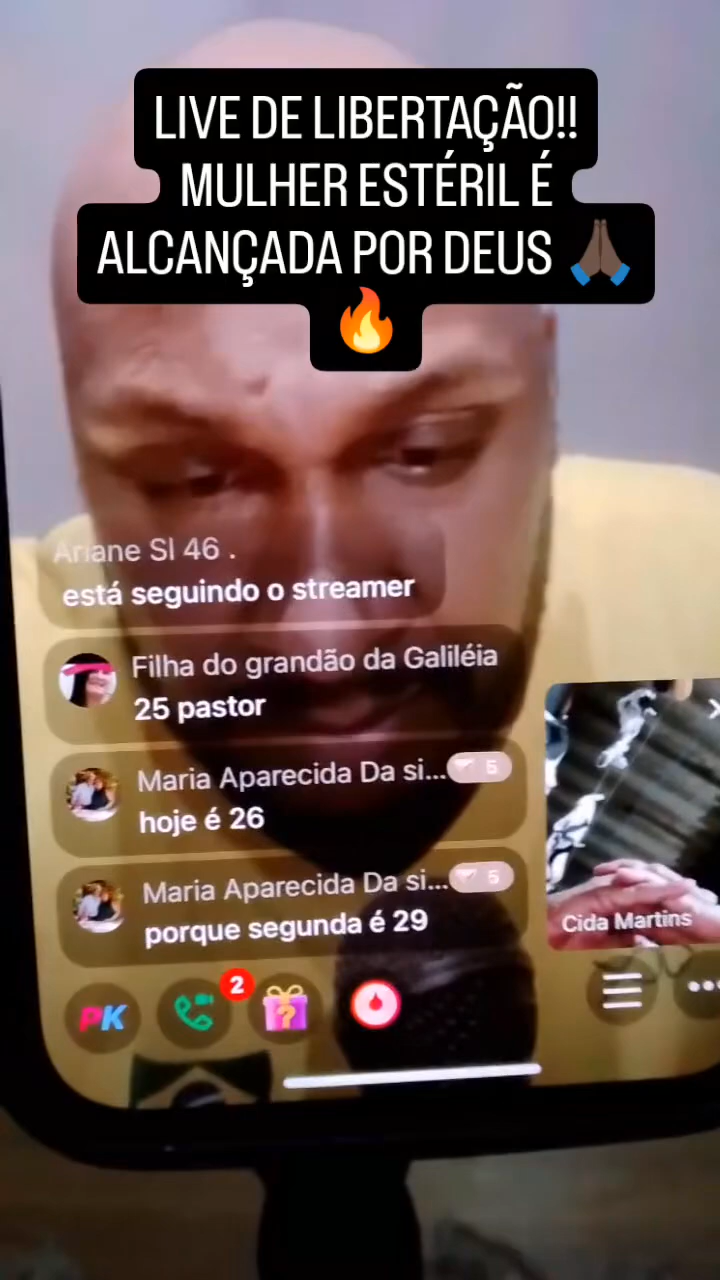 LIVE DE LIBERTAÇÃO!!
MULHER ESTÉRIL É
ALCANÇADA POR DEUS 🙏🏿
🔥
Ariane Sl 46 .
está seguindo o streamer
Filha do grandão da Galiléia
25 pastor
Maria Aparecida Da si... 5
hoje é 26
Maria Aparecida Da si... 5
porque segunda é 29
Cida Martins
PK
2
?